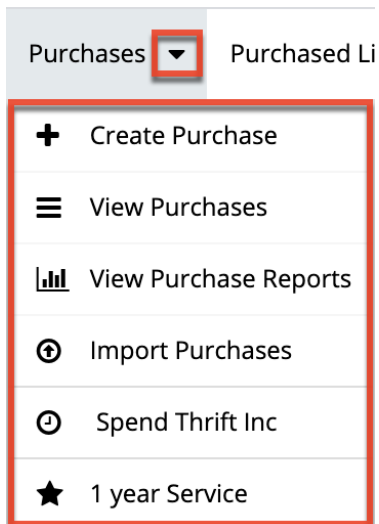 Purchases Purchased Li
Create Purchase
View Purchases
View Purchase Reports
Import Purchases
Spend Thrift Inc
1 year Service